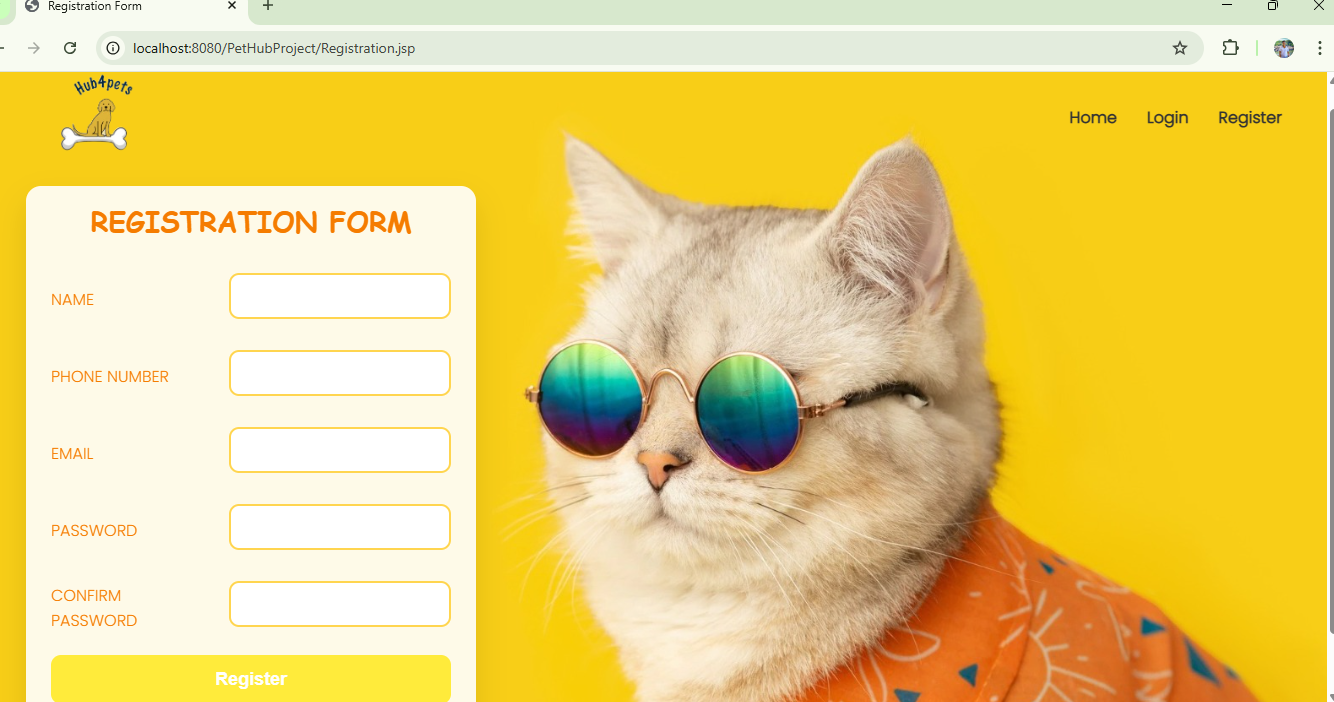 Registration Form
localhost:8080/PetHubProject/Registration.jsp
Hub4pets
Home Login Register
REGISTRATION FORM
NAME
PHONE NUMBER
EMAIL
PASSWORD
CONFIRM
PASSWORD
Register